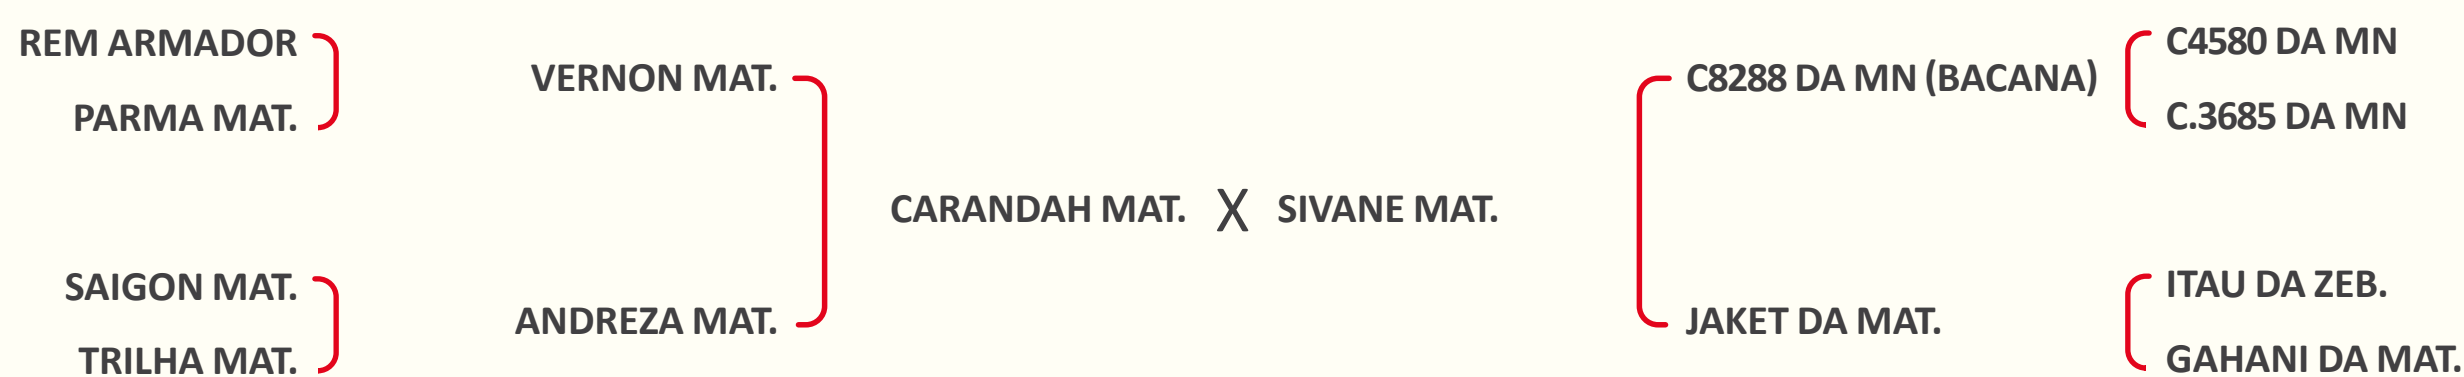 REM ARMADOR
PARMA MAT.
SAIGON MAT.
TRILHA MAT.
VERNON MAT.
ANDREZA MAT.
CARANDAH MAT. X SIVANE MAT.
C8288 DA MN (BACANA)
JAKET DA MAT.
C4580 DA MN
C.3685 DA MN
ITAU DA ZEB.
GAHANI DA MAT.